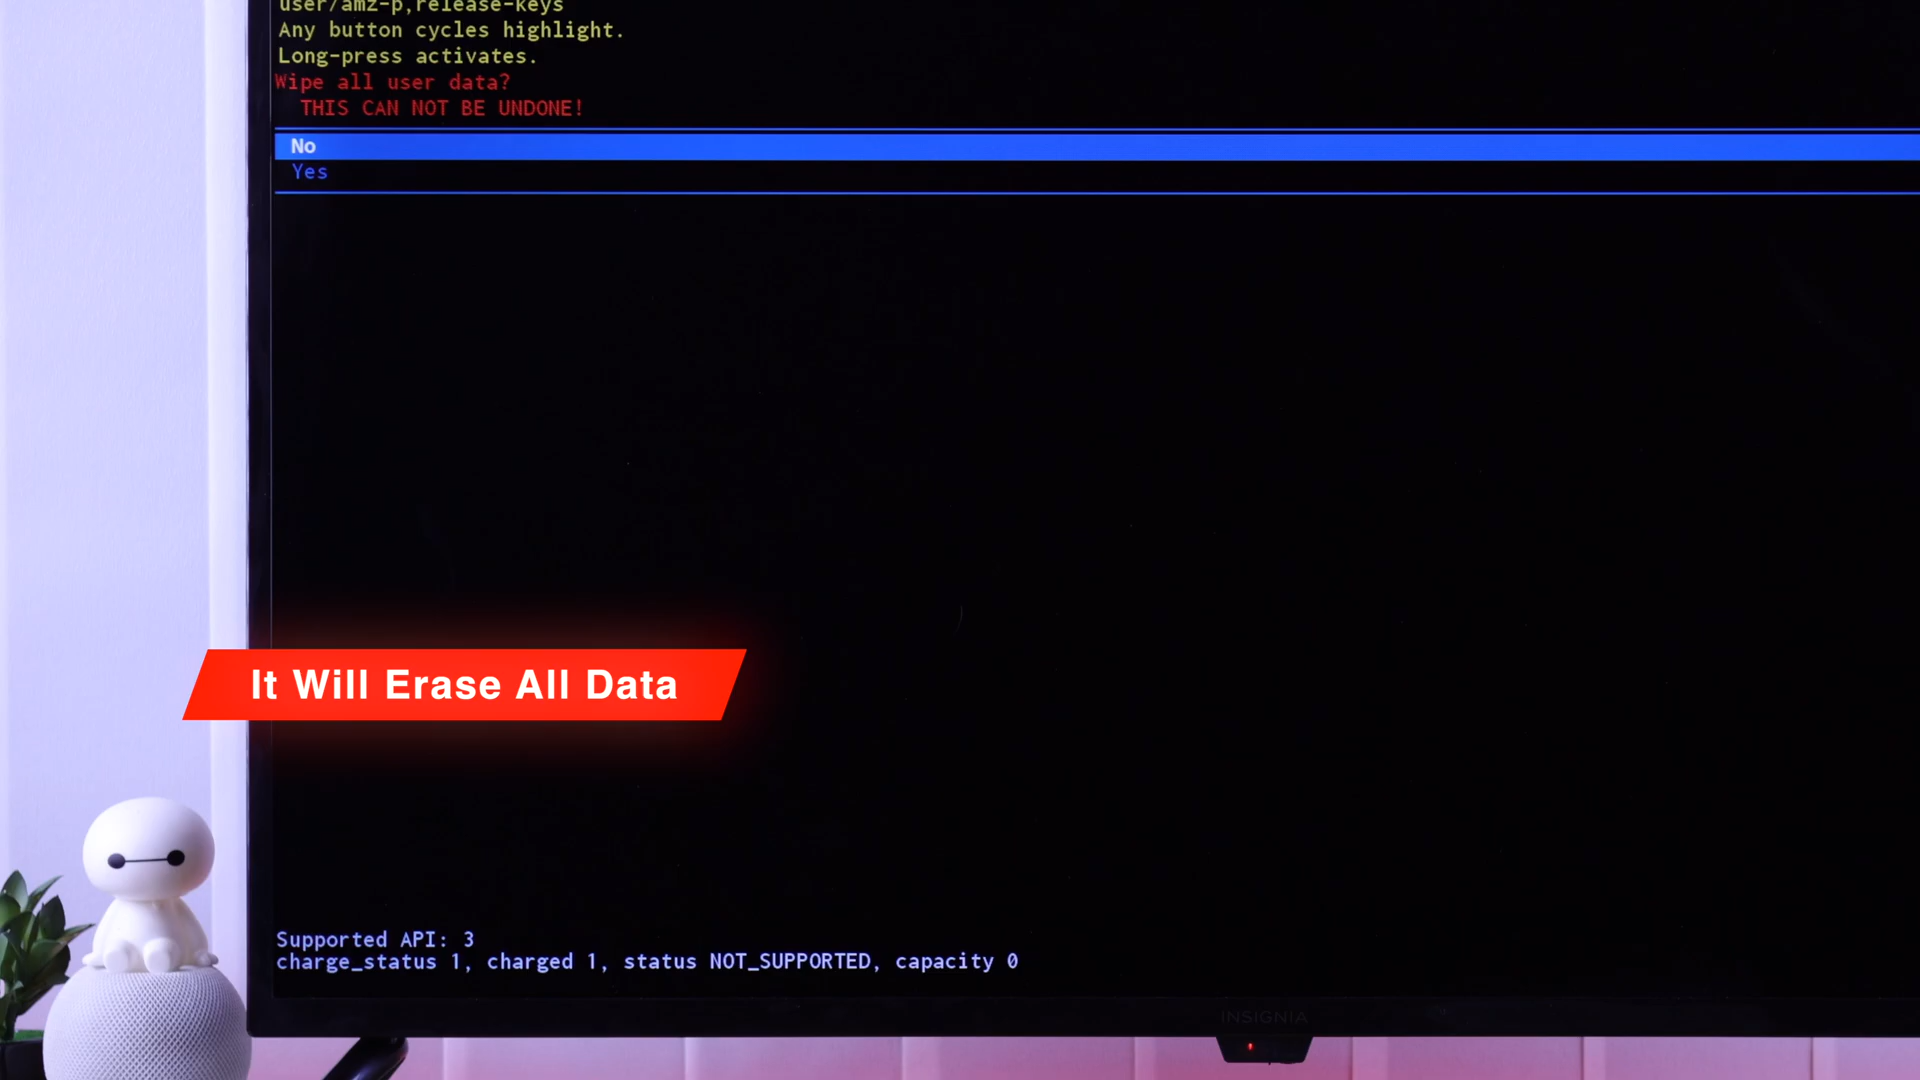 user/amz-p,release-keys
Any button cycles highlight.
Long-press activates.
Wipe all user data?
THIS CAN NOT BE UNDONE!
No
Yes
It Will Erase All Data
Supported API: 3
charge_status 1, charged 1, status NOT_SUPPORTED, capacity 0
INSIGNIA